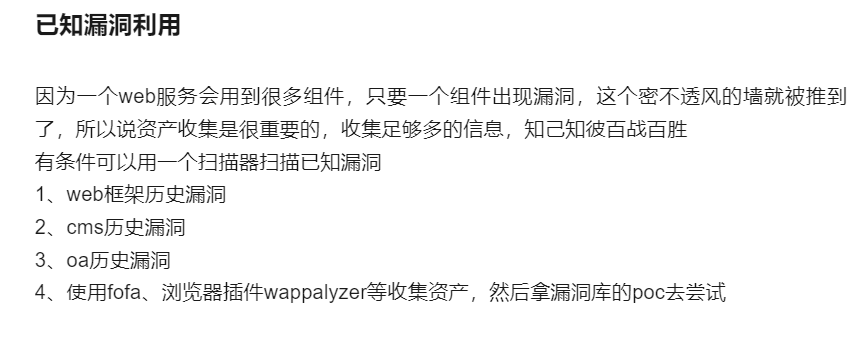 已知漏洞利用
因为一个web服务会用到很多组件，只要一个组件出现漏洞，这个密不透风的墙就被推到
了，所以说资产收集是很重要的，收集足够多的信息，知己知彼百战百胜
有条件可以用一个扫描器扫描已知漏洞
1、web框架历史漏洞
2、cms历史漏洞
3、oa历史漏洞
4、使用fofa、浏览器插件wappalyzer等收集资产，然后拿漏洞库的poc去尝试